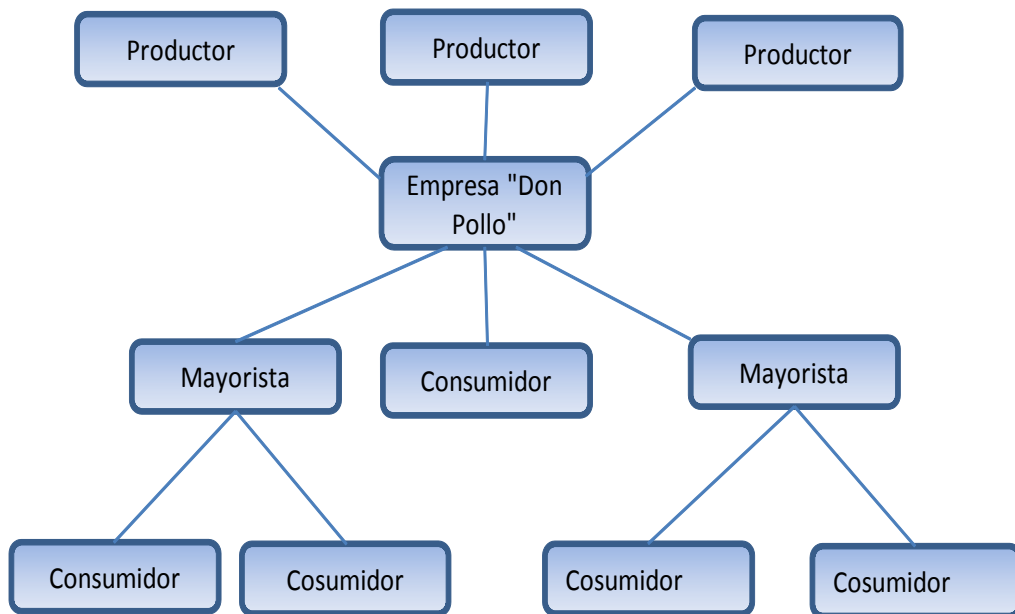 Productor
Productor
Productor
Empresa "Don
Pollo"
Mayorista
Consumidor
Mayorista
Consumidor
Cosumidor
Cosumidor
Cosumidor